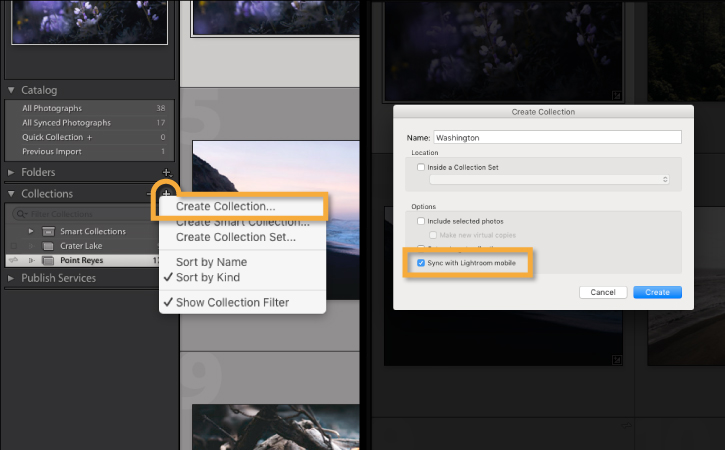 Catalog
All Photographs 38
All Synced Photographs 17
Quick Collection + 0
Previous Import 1
Folders +
Collections - +
Filter Collections
Smart Collections
Crater Lake
Point Reyes
Publish Services
5
9
Create Collection...
Create Smart Collection...
Create Collection Set...
Sort by Name
Sort by Kind
Show Collection Filter
Create Collection
Name: Washington
Location
Inside a Collection Set
Options
Include selected photos
Make new virtual copies
Sync with Lightroom mobile
Cancel Create